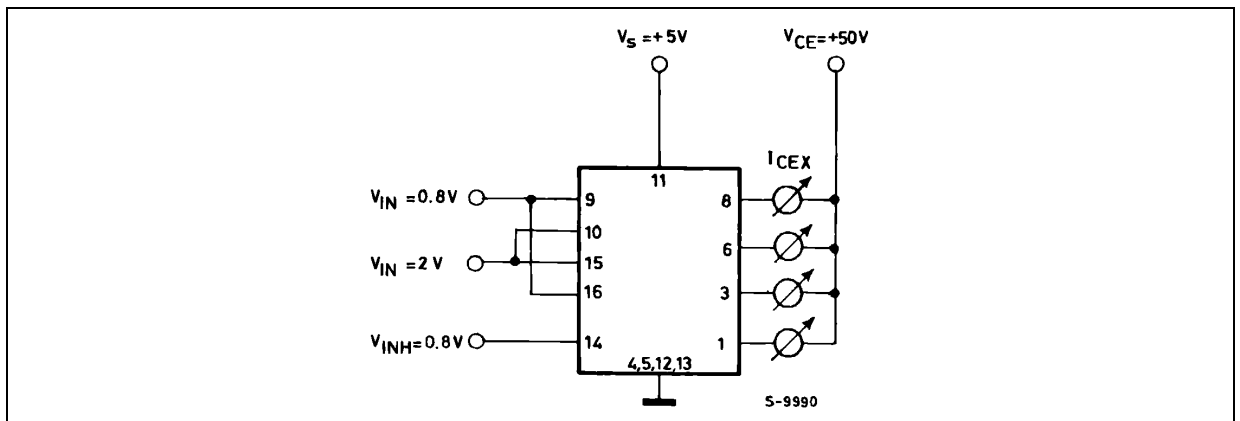 V_S =+5V
V_CE=+50V
I_CEX
11
V_IN =0.8V
9
8
10
6
V_IN =2 V
15
16
3
V_INH=0.8V
14
1
4,5,12,13
S-9990